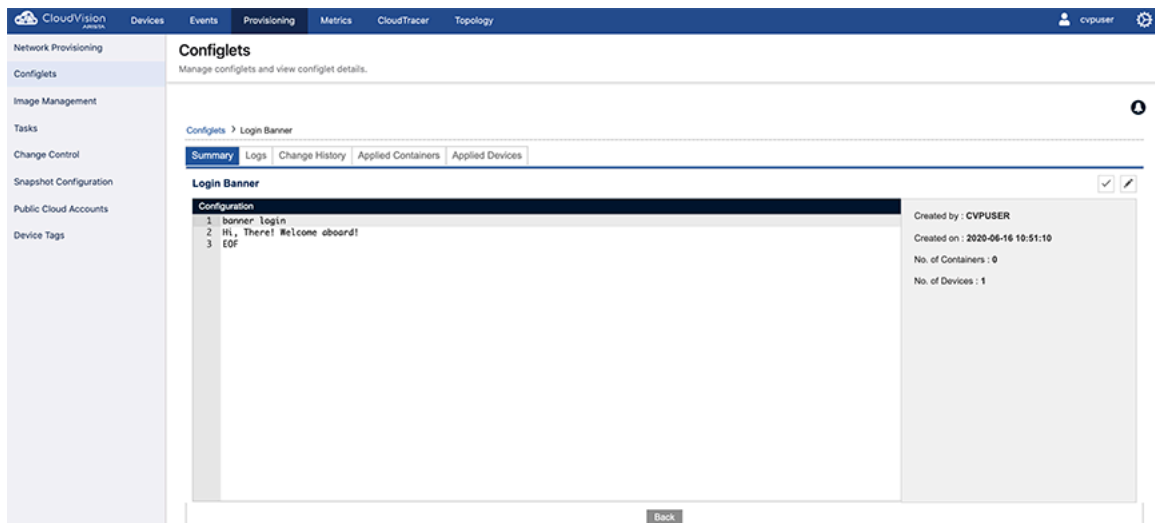 CloudVision
ARISTA
Devices
Events
Provisioning
Metrics
CloudTracer
Topology
cvpuser
Network Provisioning
Configlets
Image Management
Tasks
Change Control
Snapshot Configuration
Public Cloud Accounts
Device Tags
Configlets
Manage configlets and view configlet details.
Configlets > Login Banner
Summary
Logs
Change History
Applied Containers
Applied Devices
Login Banner
Configuration
1 banner login
2 Hi, There! Welcome aboard!
3 EOF
Created by : CVPUSER
Created on : 2020-06-16 10:51:10
No. of Containers : 0
No. of Devices : 1
Back